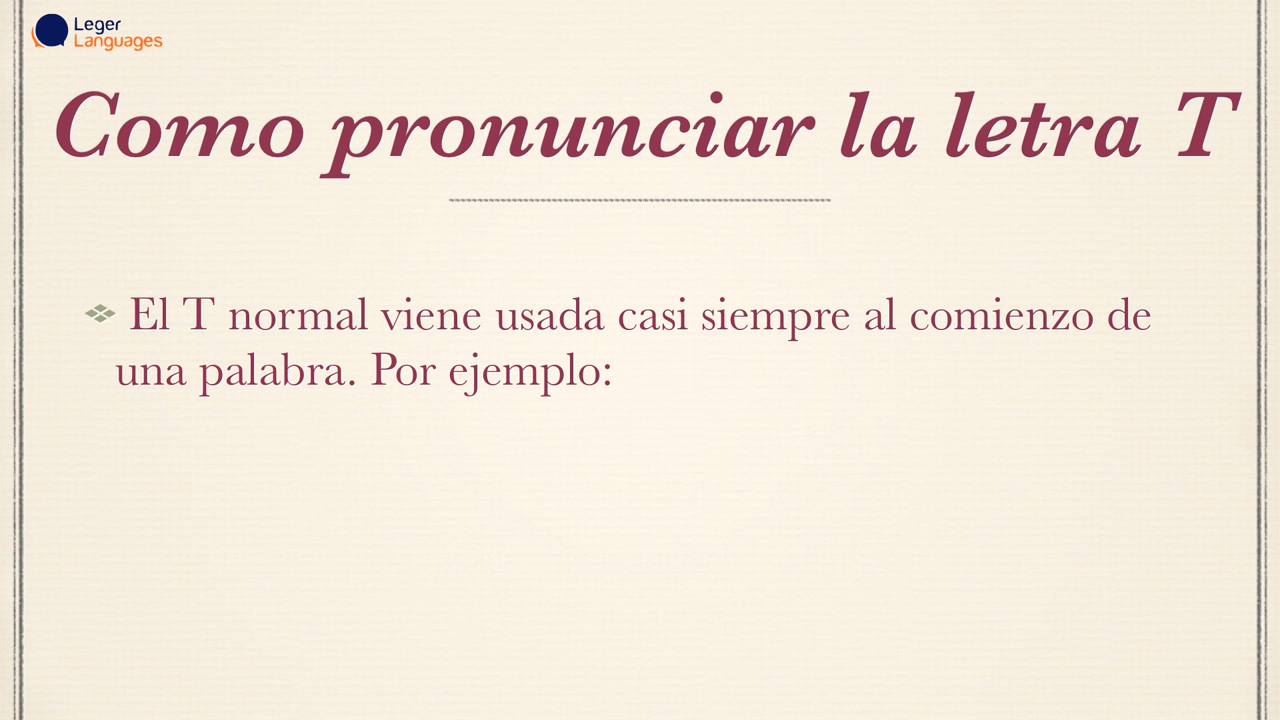 Leger
Languages
Como pronunciar la letra T
El T normal viene usada casi siempre al comienzo de
una palabra. Por ejemplo: